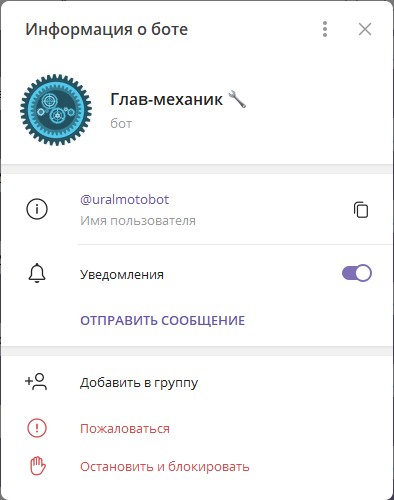 Информация о боте
Глав-механик 🔧
бот
@uralmotobot
Имя пользователя
Уведомления
ОТПРАВИТЬ СООБЩЕНИЕ
Добавить в группу
Пожаловаться
Остановить и блокировать